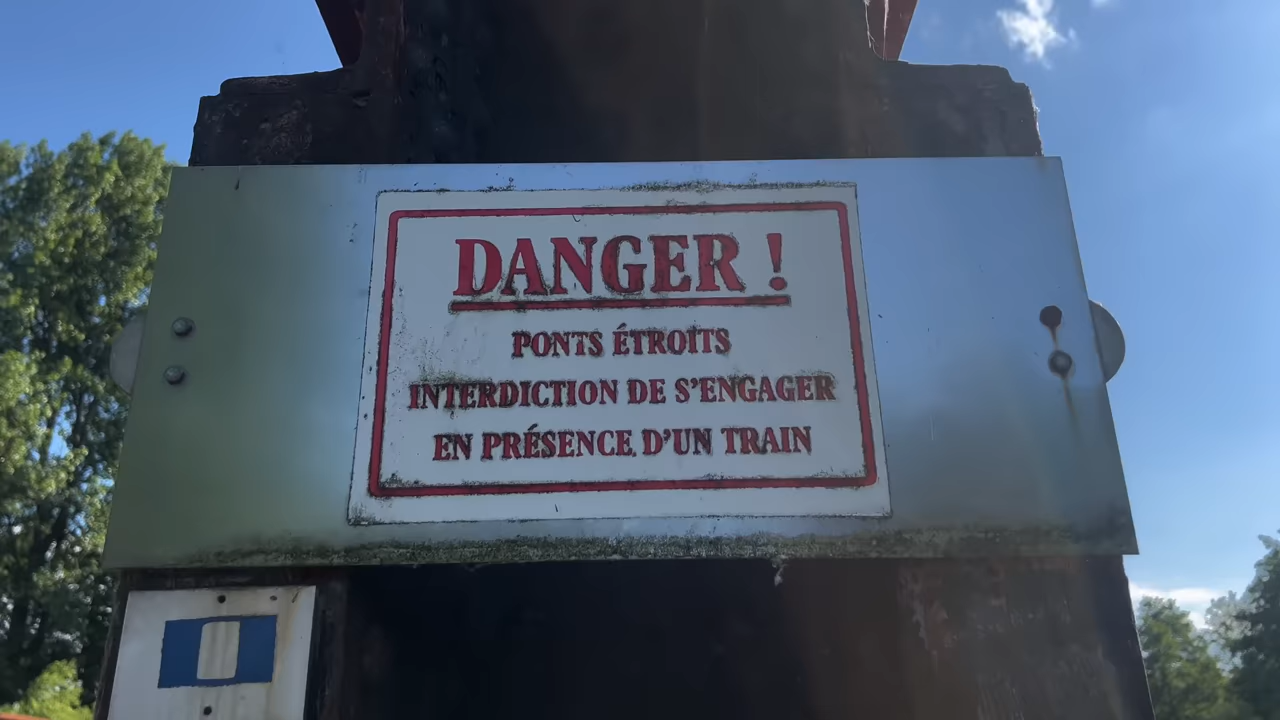 DANGER !
PONTS ÉTROITS
INTERDICTION DE S'ENGAGER
EN PRÉSENCE D'UN TRAIN